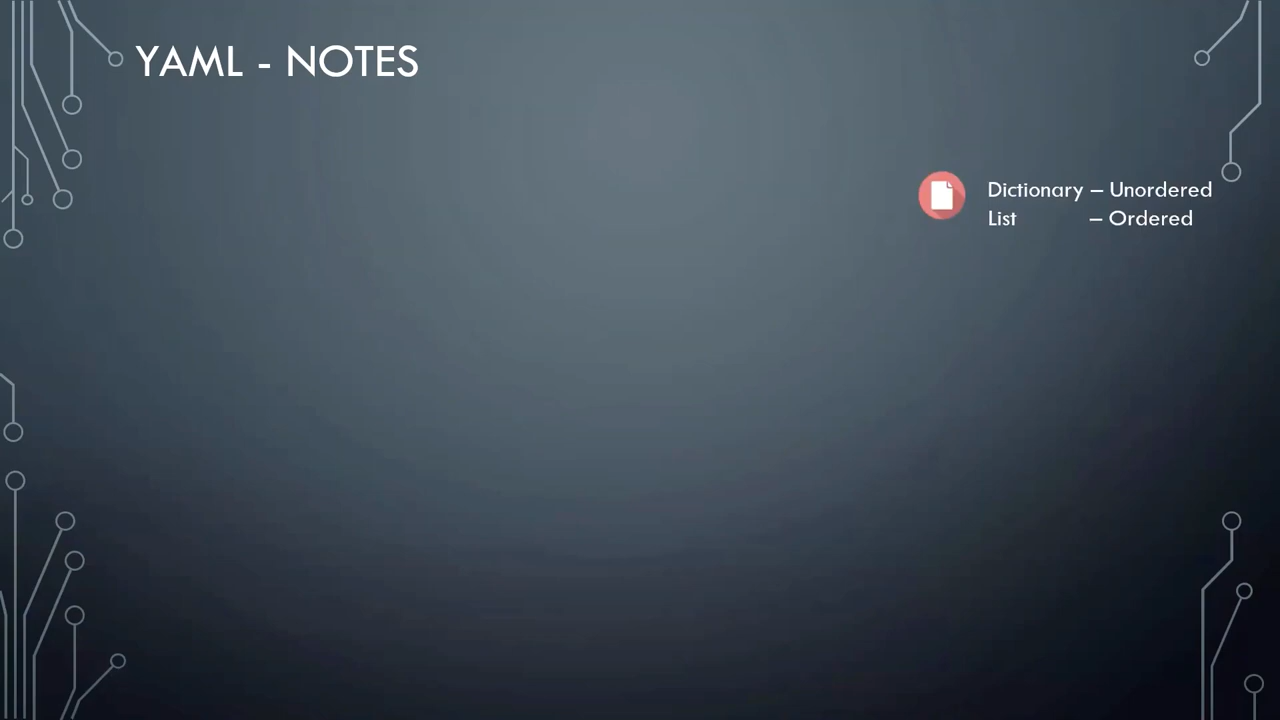 YAML - NOTES
Dictionary – Unordered
List – Ordered